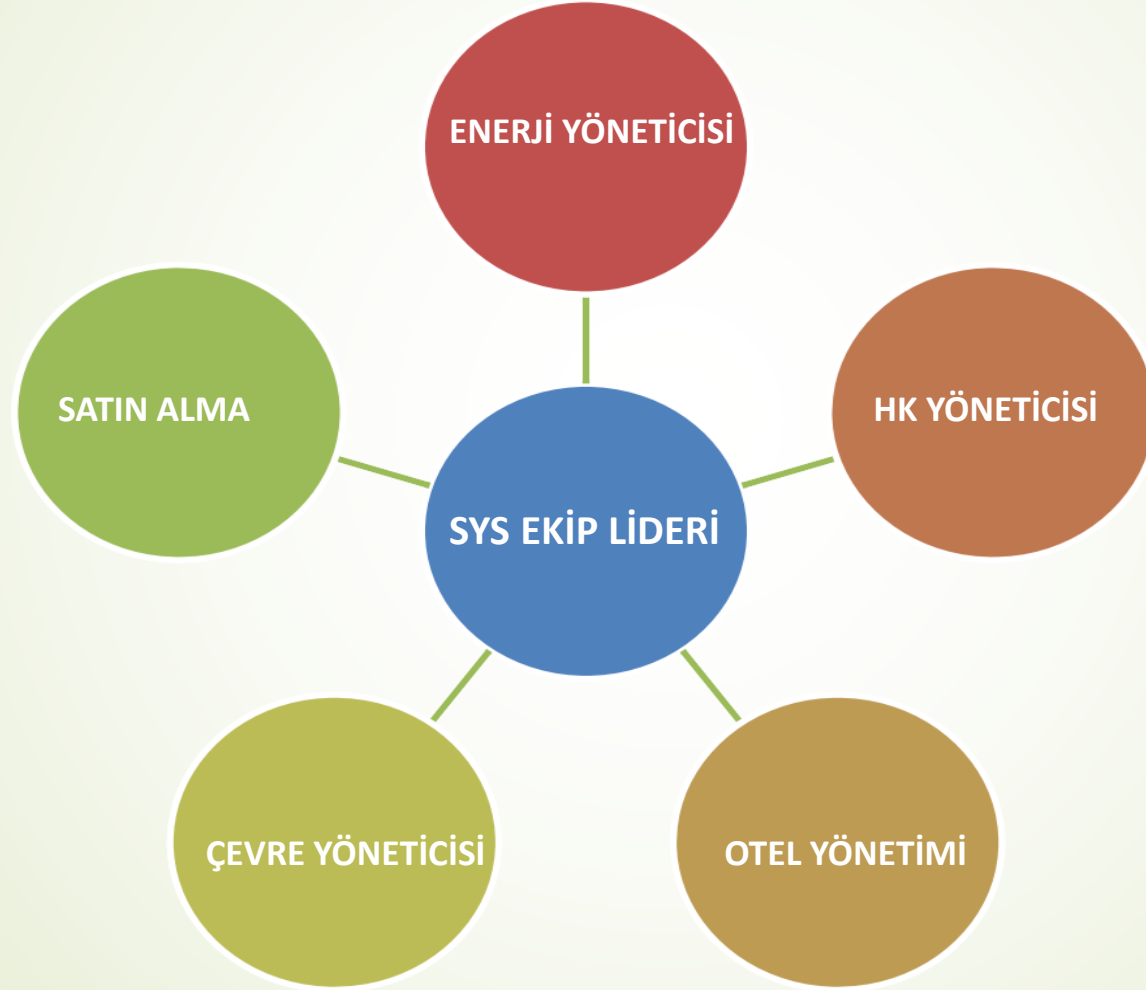 ENERJİ YÖNETİCİSİ
SATIN ALMA
HK YÖNETİCİSİ
SYS EKİP LİDERİ
ÇEVRE YÖNETİCİSİ
OTEL YÖNETİMİ